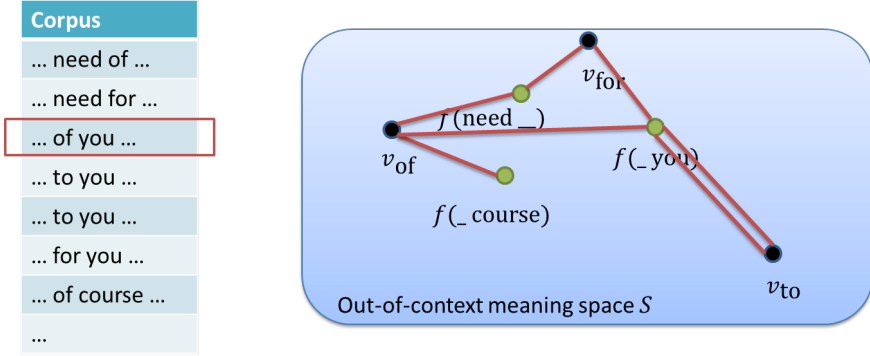 Corpus
... need of ...
... need for ...
... of you ...
... to you ...
... to you ...
... for you ...
... of course ...
...
v_for
f(need __)
v_of
f(_ you)
f(_ course)
v_to
Out-of-context meaning space S